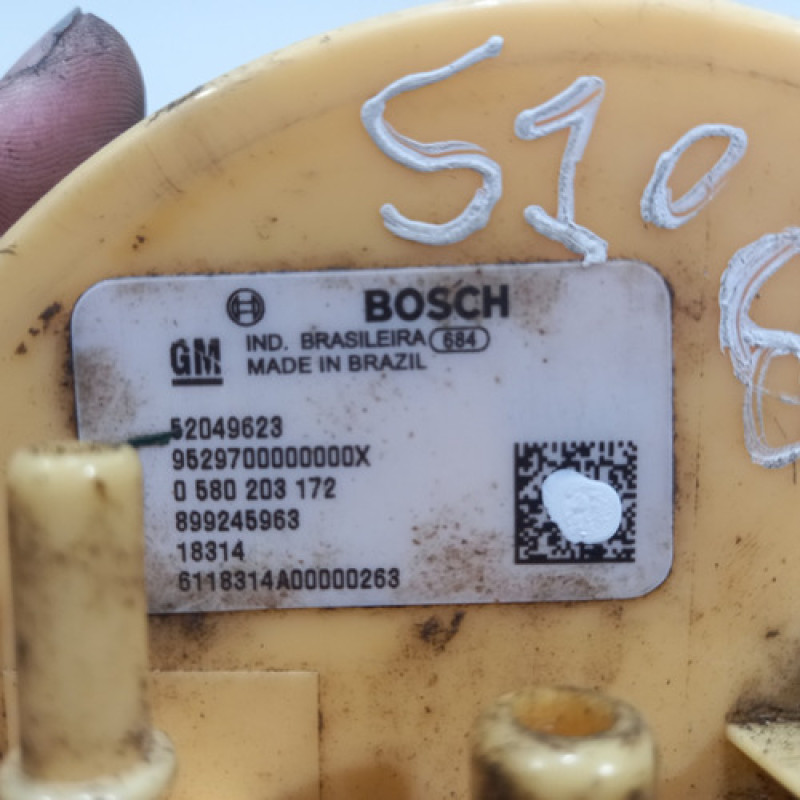 S10
BOSCH
GM
IND. BRASILEIRA 684
MADE IN BRAZIL
52049623
9529700000000X
0 580 203 172
899245963
18314
6118314A00000263